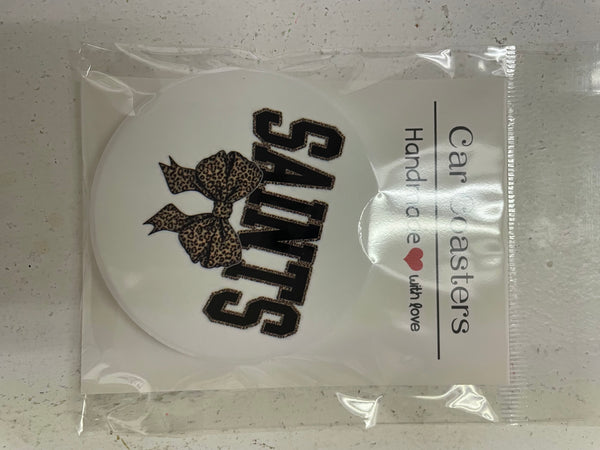 Car Coasters
Handmade ❤ with love
SAINTS